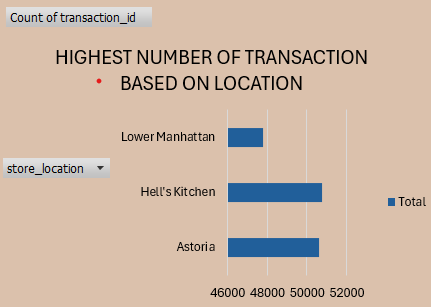 Count of transaction_id
HIGHEST NUMBER OF TRANSACTION
• BASED ON LOCATION
Lower Manhattan
store_location
Hell's Kitchen
Total
Astoria
46000 48000 50000 52000